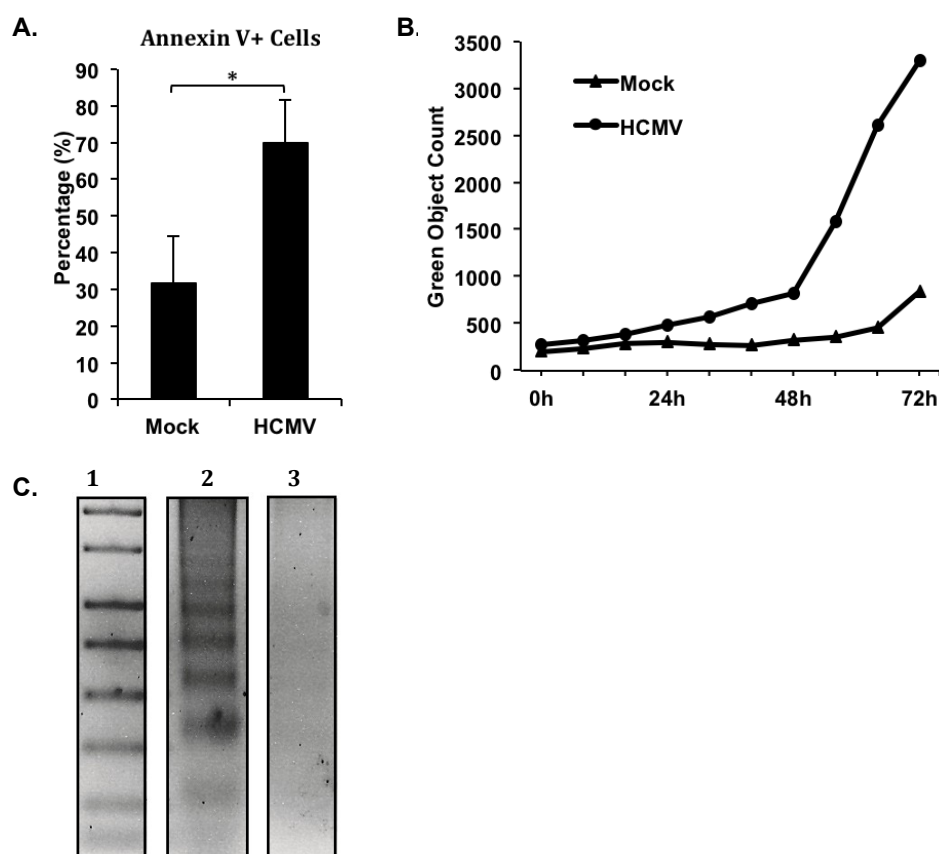 A.
Annexin V+ Cells
*
Percentage (%)
90
80
70
60
50
40
30
20
10
0
Mock
HCMV
B.
Green Object Count
3500
3000
2500
2000
1500
1000
500
0
Mock
HCMV
0h
24h
48h
72h
C.
1
2
3